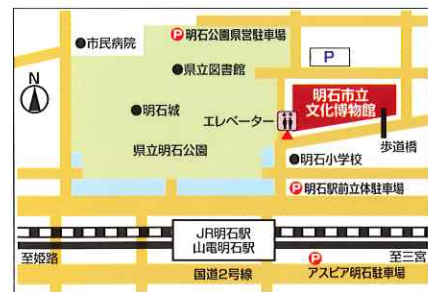 P 明石公園県営駐車場
市民病院
P
県立図書館
N
明石市立
文化博物館
明石城
エレベーター
県立明石公園
歩道橋
明石小学校
P 明石駅前立体駐車場
JR明石駅
山電明石駅
至姫路
至三宮
P
国道2号線
アスピア明石駐車場